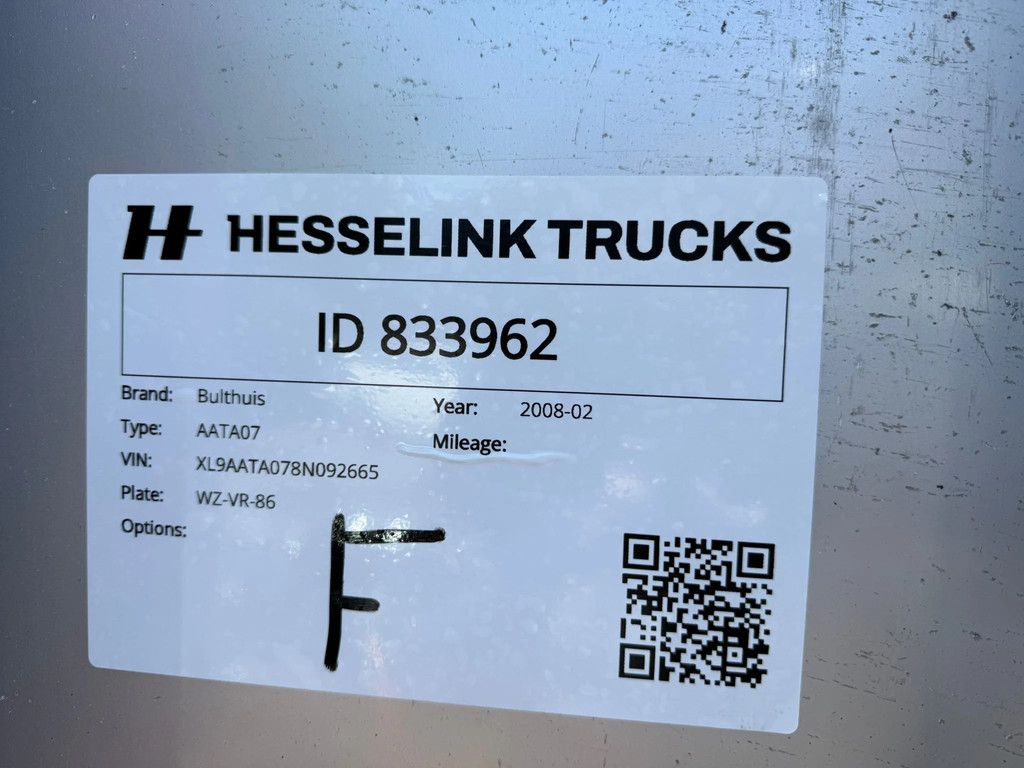 H HESSELINK TRUCKS
ID 833962
Brand: Bulthuis
Year: 2008-02
Type: AATA07
Mileage:
VIN: XL9AATA078N092665
Plate: WZ-VR-86
Options:
F